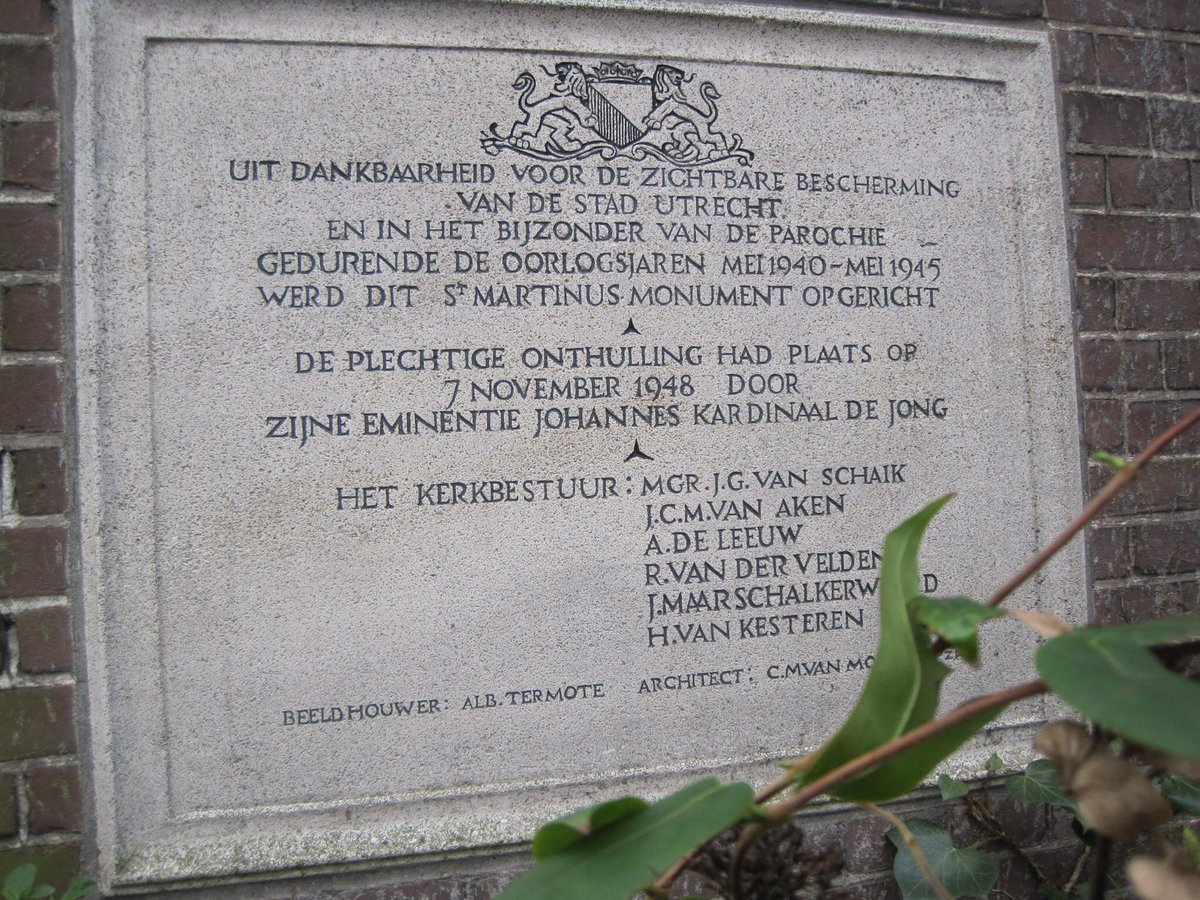 UIT DANKBAARHEID VOOR DE ZICHTBARE BESCHERMING
VAN DE STAD UTRECHT
EN IN HET BIJZONDER VAN DE PAROCHIE
GEDURENDE DE OORLOGSJAREN MEI 1940-MEI 1945
WERD DIT ST MARTINUS MONUMENT OPGERICHT
DE PLECHTIGE ONTHULLING HAD PLAATS OP
7 NOVEMBER 1948 DOOR
ZIJNE EMINENTIE JOHANNES KARDINAAL DE JONG
HET KERKBESTUUR: MGR. J.G. VAN SCHAIK
J.C.M. VAN AKEN
A. DE LEEUW
R. VAN DER VELDEN
J.
H. VAN KESTEREN
BEELDHOUWER: ALB. TERMOTE ARCHITECT: C.M. VAN